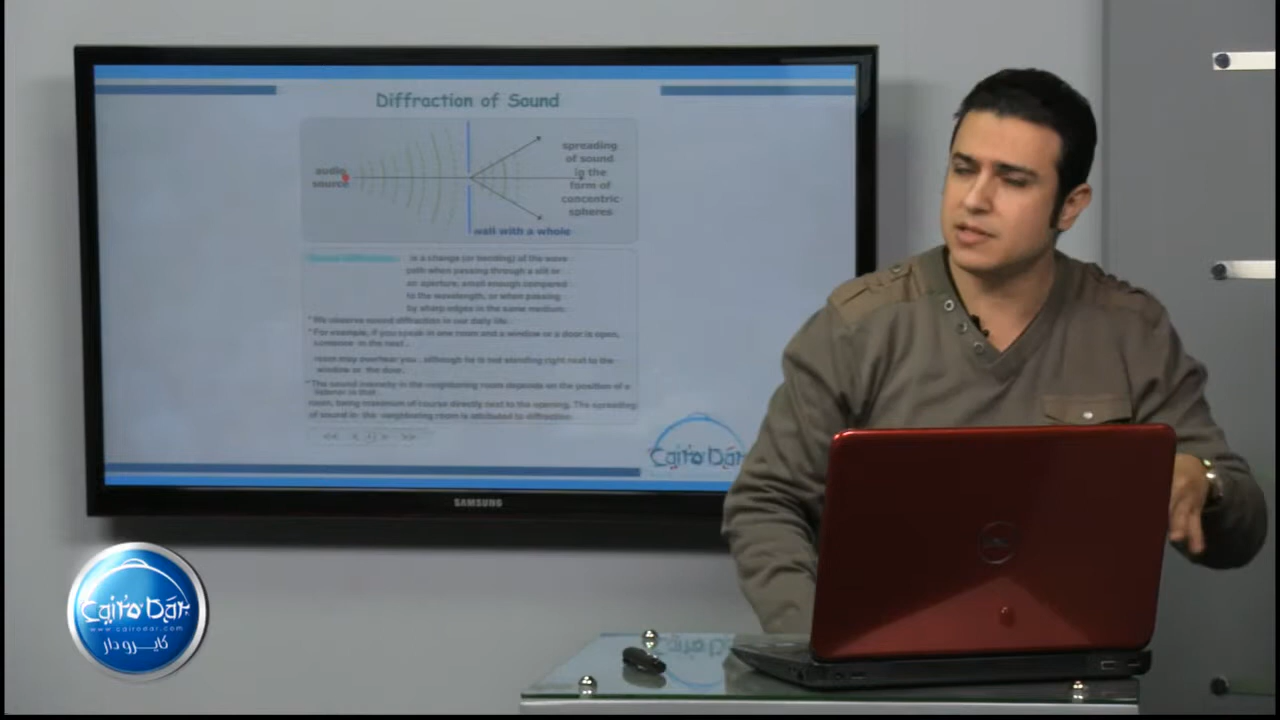 Diffraction of Sound
audio
source
spreading
of sound
in the
form of
concentric
spheres
wall with a whole
is a change (or bending) of the wave
path when passing through a slit or
an aperture, small enough compared
to the wavelength, or when passing
by sharp edges in the same medium.
* We observe sound diffraction in our daily life.
* For example, if you speak in one room and a window or a door is open,
someone in the next
room may overhear you, although he is not standing right next to the
window or the door.
* The sound intensity in the neighboring room depends on the position of a
listener in that
room, being maximum of course directly next to the opening. The spreading
of sound in the neighboring room is attributed to diffraction.
<< < > >>
Cairo Dar
SAMSUNG
Cairo Dar
www.cairodar.com
كايرو دار
DELL